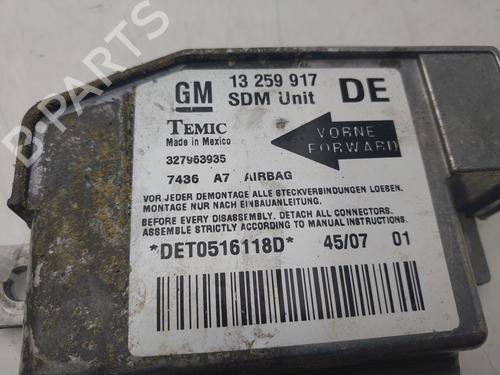 GM 13 259 917 DE
SDM Unit
TEMIC
Made in Mexico
VORNE
FORWARD
327963935
7436 A7 AIRBAG
VOR JEDER DEMONTAGE ALLE STECKVERBINDUNGEN LOESEN.
MONTAGE NUR NACH EINBAUANLEITUNG.
BEFORE EVERY DISASSEMBLY, DETACH ALL CONNECTORS.
ASSEMBLE STRICTLY ACCORDING TO MANUAL INSTRUCTIONS.
*DET0516118D* 45/07 01
B-PARTS